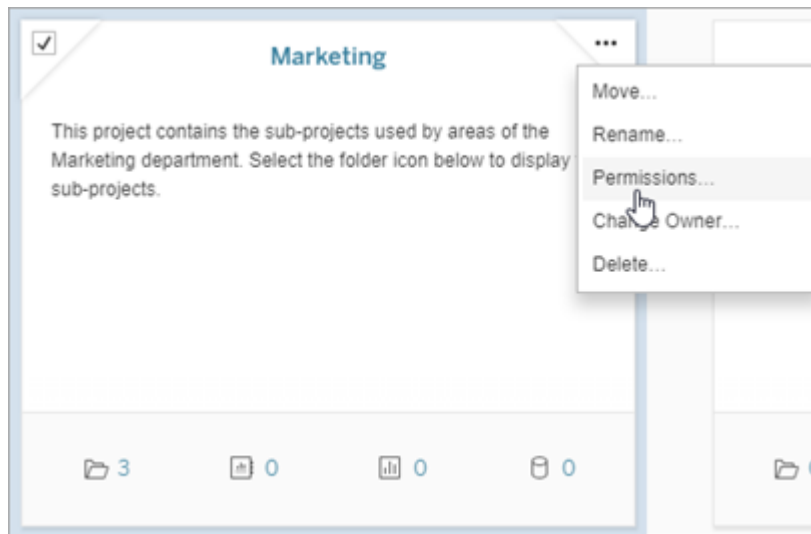 Marketing
...
This project contains the sub-projects used by areas of the
Marketing department. Select the folder icon below to display
sub-projects.
Move...
Rename...
Permissions...
Change Owner...
Delete...
3
0
0
0